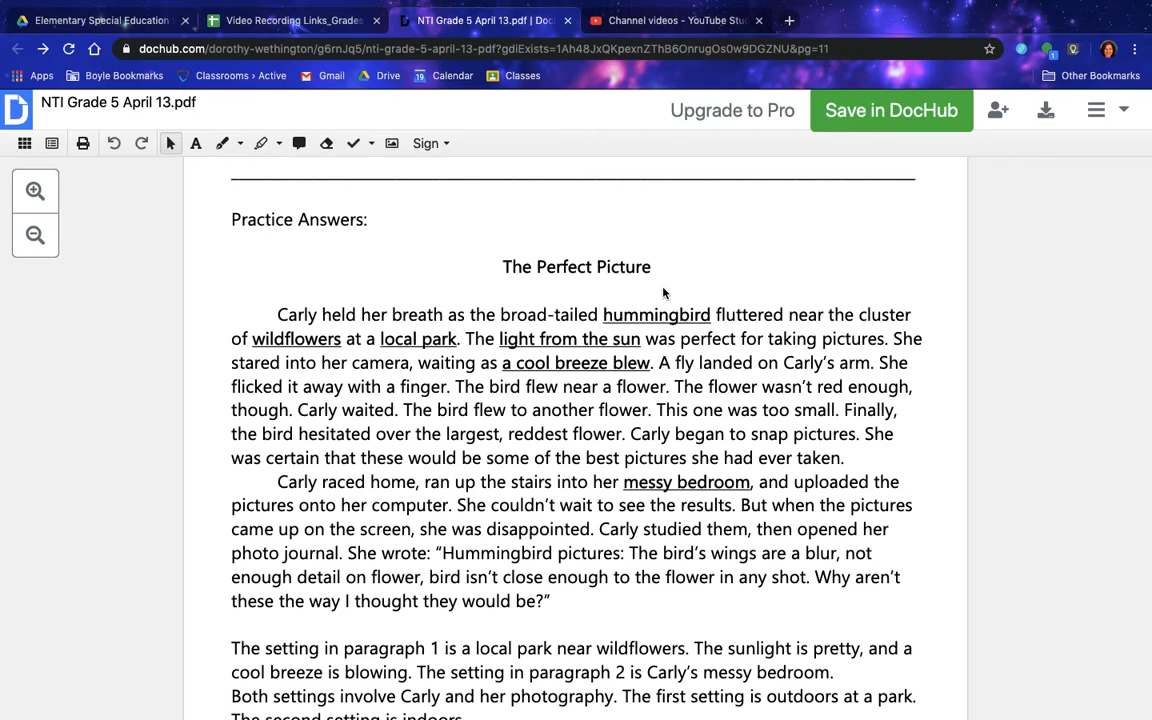 Elementary Special Education
Video Recording Links_Grades
NTI Grade 5 April 13.pdf | Doc
Channel videos - YouTube Stu
dochub.com/dorothy-wethington/g6rnJq5/nti-grade-5-april-13-pdf?gdiExists=1Ah48JxQKpexnZThB6OnrugOs0w9DGZNU&pg=11
Apps Boyle Bookmarks Classrooms > Active Gmail Drive 19 Calendar Classes Other Bookmarks
NTI Grade 5 April 13.pdf
Upgrade to Pro Save in DocHub
A Sign
Practice Answers:
The Perfect Picture
Carly held her breath as the broad-tailed hummingbird fluttered near the cluster
of wildflowers at a local park. The light from the sun was perfect for taking pictures. She
stared into her camera, waiting as a cool breeze blew. A fly landed on Carly's arm. She
flicked it away with a finger. The bird flew near a flower. The flower wasn't red enough,
though. Carly waited. The bird flew to another flower. This one was too small. Finally,
the bird hesitated over the largest, reddest flower. Carly began to snap pictures. She
was certain that these would be some of the best pictures she had ever taken.
Carly raced home, ran up the stairs into her messy bedroom, and uploaded the
pictures onto her computer. She couldn't wait to see the results. But when the pictures
came up on the screen, she was disappointed. Carly studied them, then opened her
photo journal. She wrote: "Hummingbird pictures: The bird's wings are a blur, not
enough detail on flower, bird isn't close enough to the flower in any shot. Why aren't
these the way I thought they would be?"
The setting in paragraph 1 is a local park near wildflowers. The sunlight is pretty, and a
cool breeze is blowing. The setting in paragraph 2 is Carly's messy bedroom.
Both settings involve Carly and her photography. The first setting is outdoors at a park.
The second setting is indoors.